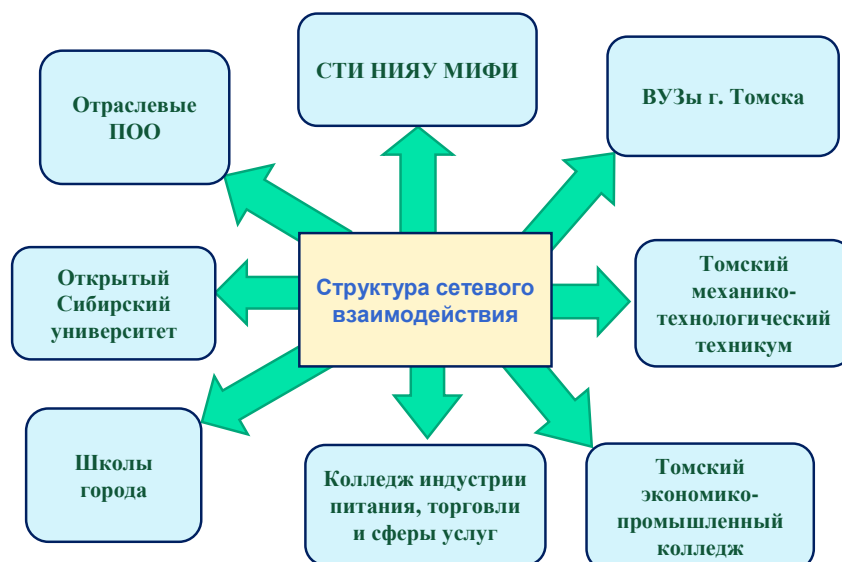 СТИ НИЯУ МИФИ
Отраслевые
ПОО
ВУЗы г. Томска
Открытый
Сибирский
университет
Структура сетевого
взаимодействия
Томский
механико-
технологический
техникум
Школы
города
Колледж индустрии
питания, торговли
и сферы услуг
Томский
экономико-
промышленный
колледж